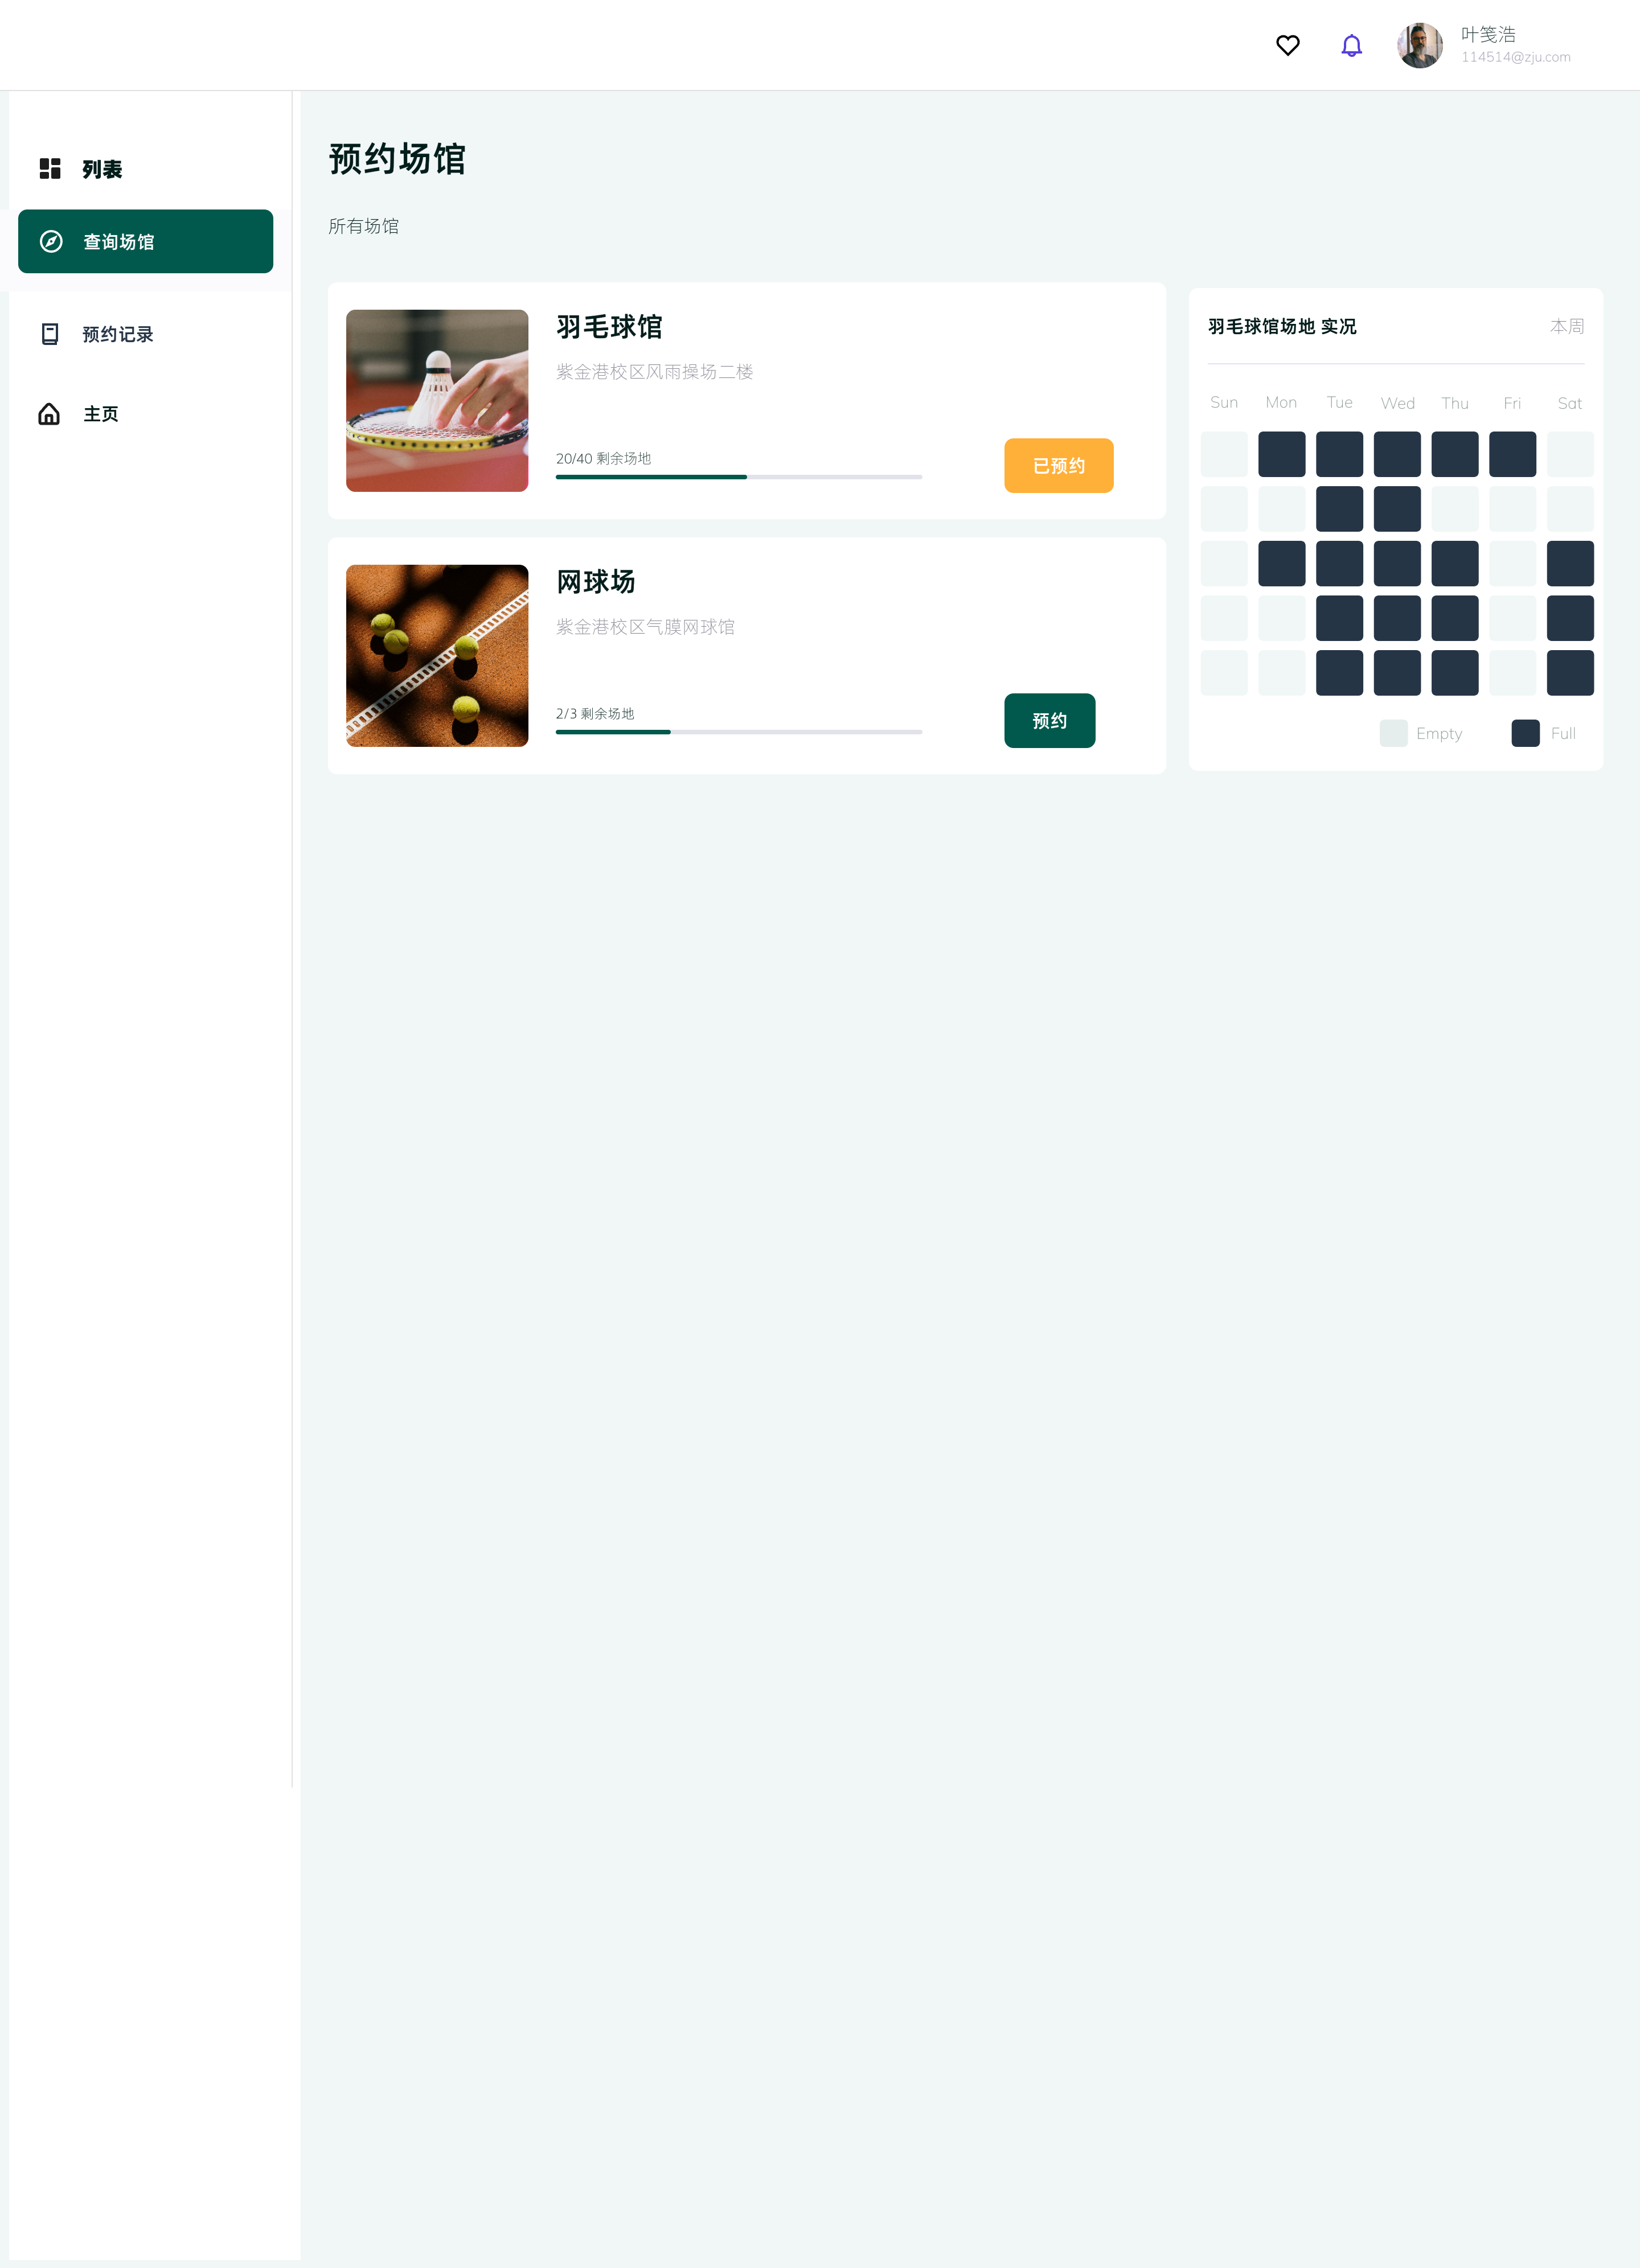 叶笺浩
114514@zju.com
列表
查询场馆
预约记录
主页
预约场馆
所有场馆
羽毛球馆
紫金港校区风雨操场二楼
20/40 剩余场地
已预约
网球场
紫金港校区气膜网球馆
2/3 剩余场地
预约
羽毛球馆场地 实况 本周
Sun Mon Tue Wed Thu Fri Sat
Empty Full